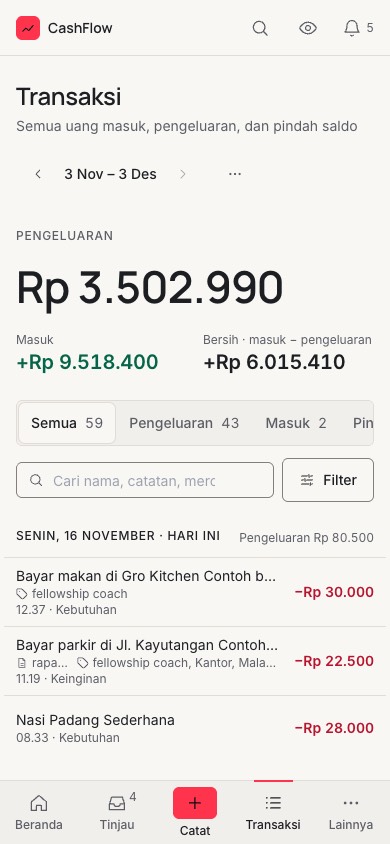 CashFlow
5
Transaksi
Semua uang masuk, pengeluaran, dan pindah saldo
3 Nov – 3 Des
PENGELUARAN
Rp 3.502.990
Masuk
Bersih · masuk − pengeluaran
+Rp 9.518.400
+Rp 6.015.410
Semua 59 Pengeluaran 43 Masuk 2 Pin
Cari nama, catatan, merc
Filter
SENIN, 16 NOVEMBER · HARI INI
Pengeluaran Rp 80.500
Bayar makan di Gro Kitchen Contoh b...
fellowship coach
12.37 · Kebutuhan
−Rp 30.000
Bayar parkir di Jl. Kayutangan Contoh...
rapa... fellowship coach, Kantor, Mala...
11.19 · Keinginan
−Rp 22.500
Nasi Padang Sederhana
08.33 · Kebutuhan
−Rp 28.000
4
Beranda Tinjau Catat Transaksi Lainnya